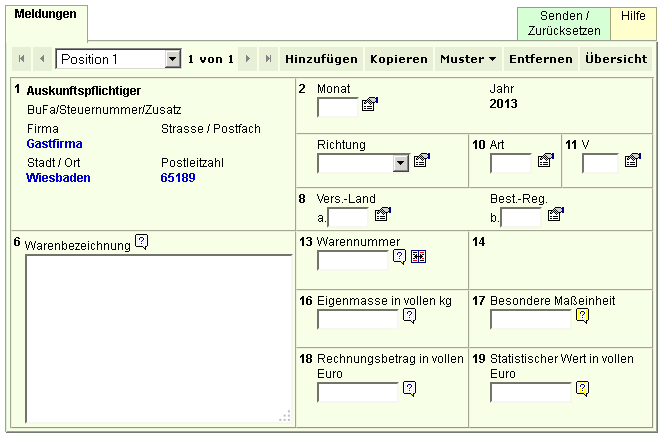 Meldungen
Senden /
Zurücksetzen
Hilfe
Position 1
1 von 1
Hinzufügen Kopieren Muster Entfernen Übersicht
1 Auskunftspflichtiger
BuFa/Steuernummer/Zusatz
Firma Strasse / Postfach
Gastfirma
Stadt / Ort Postleitzahl
Wiesbaden 65189
2 Monat Jahr
2013
Richtung 10 Art 11 V
8 Vers.-Land Best.-Reg.
a. b.
6 Warenbezeichnung ?
13 Warennummer 14
?
16 Eigenmasse in vollen kg 17 Besondere Maßeinheit
? ?
18 Rechnungsbetrag in vollen
Euro
?
19 Statistischer Wert in vollen
Euro
?